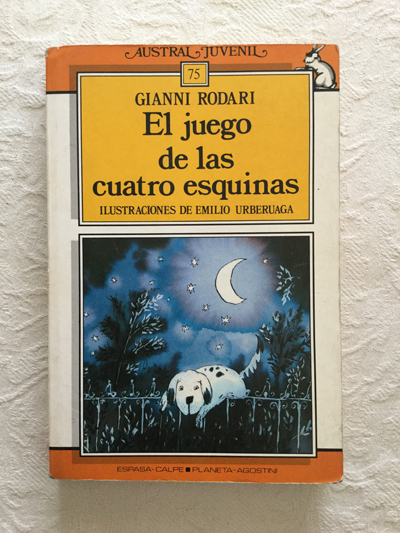 AUSTRAL JUVENIL
75
GIANNI RODARI
El juego
de las
cuatro esquinas
ILUSTRACIONES DE EMILIO URBERUAGA
ESPASA-CALPE ■ PLANETA-AGOSTINI